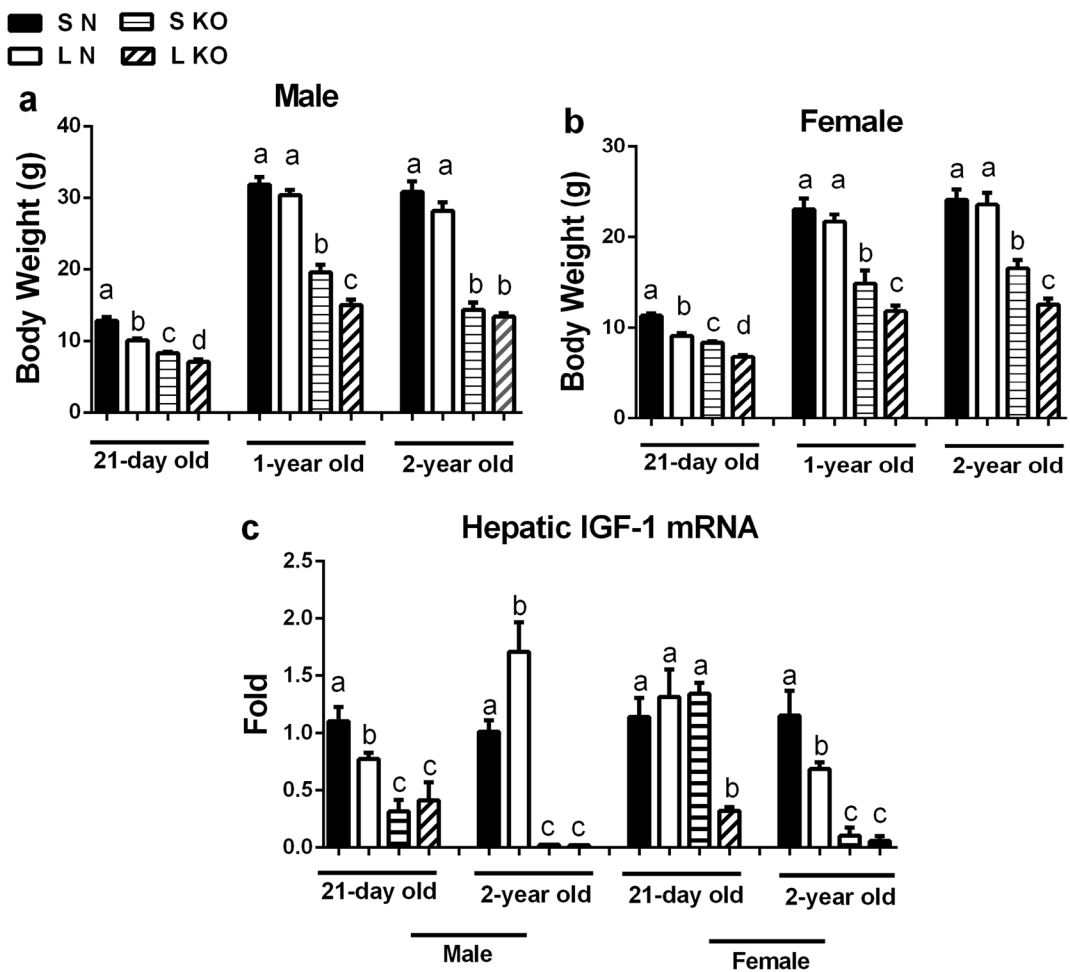 S N S KO
L N L KO
a Male
Body Weight (g)
40
30
20
10
0
a b c d
a a b c
a a b b
21-day old 1-year old 2-year old
b Female
Body Weight (g)
30
20
10
0
a b c d
a a b c
a a b c
21-day old 1-year old 2-year old
c Hepatic IGF-1 mRNA
Fold
2.5
2.0
1.5
1.0
0.5
0.0
a b c c
a b c c
a a a b
a b c c
21-day old 2-year old 21-day old 2-year old
Male Female